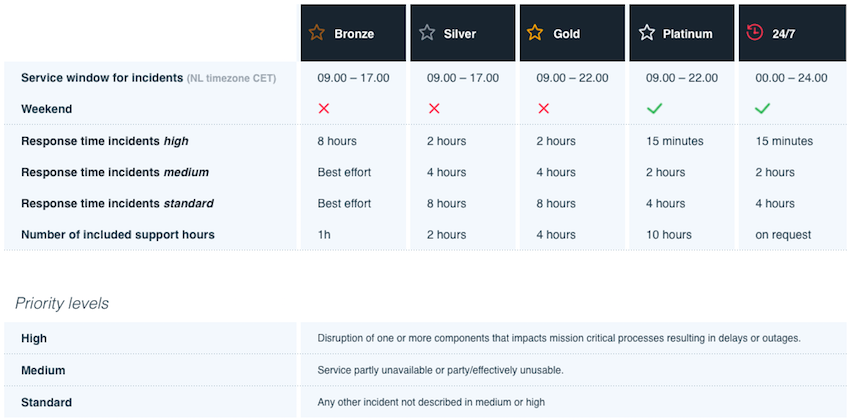 Bronze Silver Gold Platinum 24/7
Service window for incidents (NL timezone CET) 09.00 – 17.00 09.00 – 17.00 09.00 – 22.00 09.00 – 22.00 00.00 – 24.00
Weekend
Response time incidents high 8 hours 2 hours 2 hours 15 minutes 15 minutes
Response time incidents medium Best effort 4 hours 4 hours 2 hours 2 hours
Response time incidents standard Best effort 8 hours 8 hours 4 hours 4 hours
Number of included support hours 1h 2 hours 4 hours 10 hours on request
Priority levels
High Disruption of one or more components that impacts mission critical processes resulting in delays or outages.
Medium Service partly unavailable or party/effectively unusable.
Standard Any other incident not described in medium or high